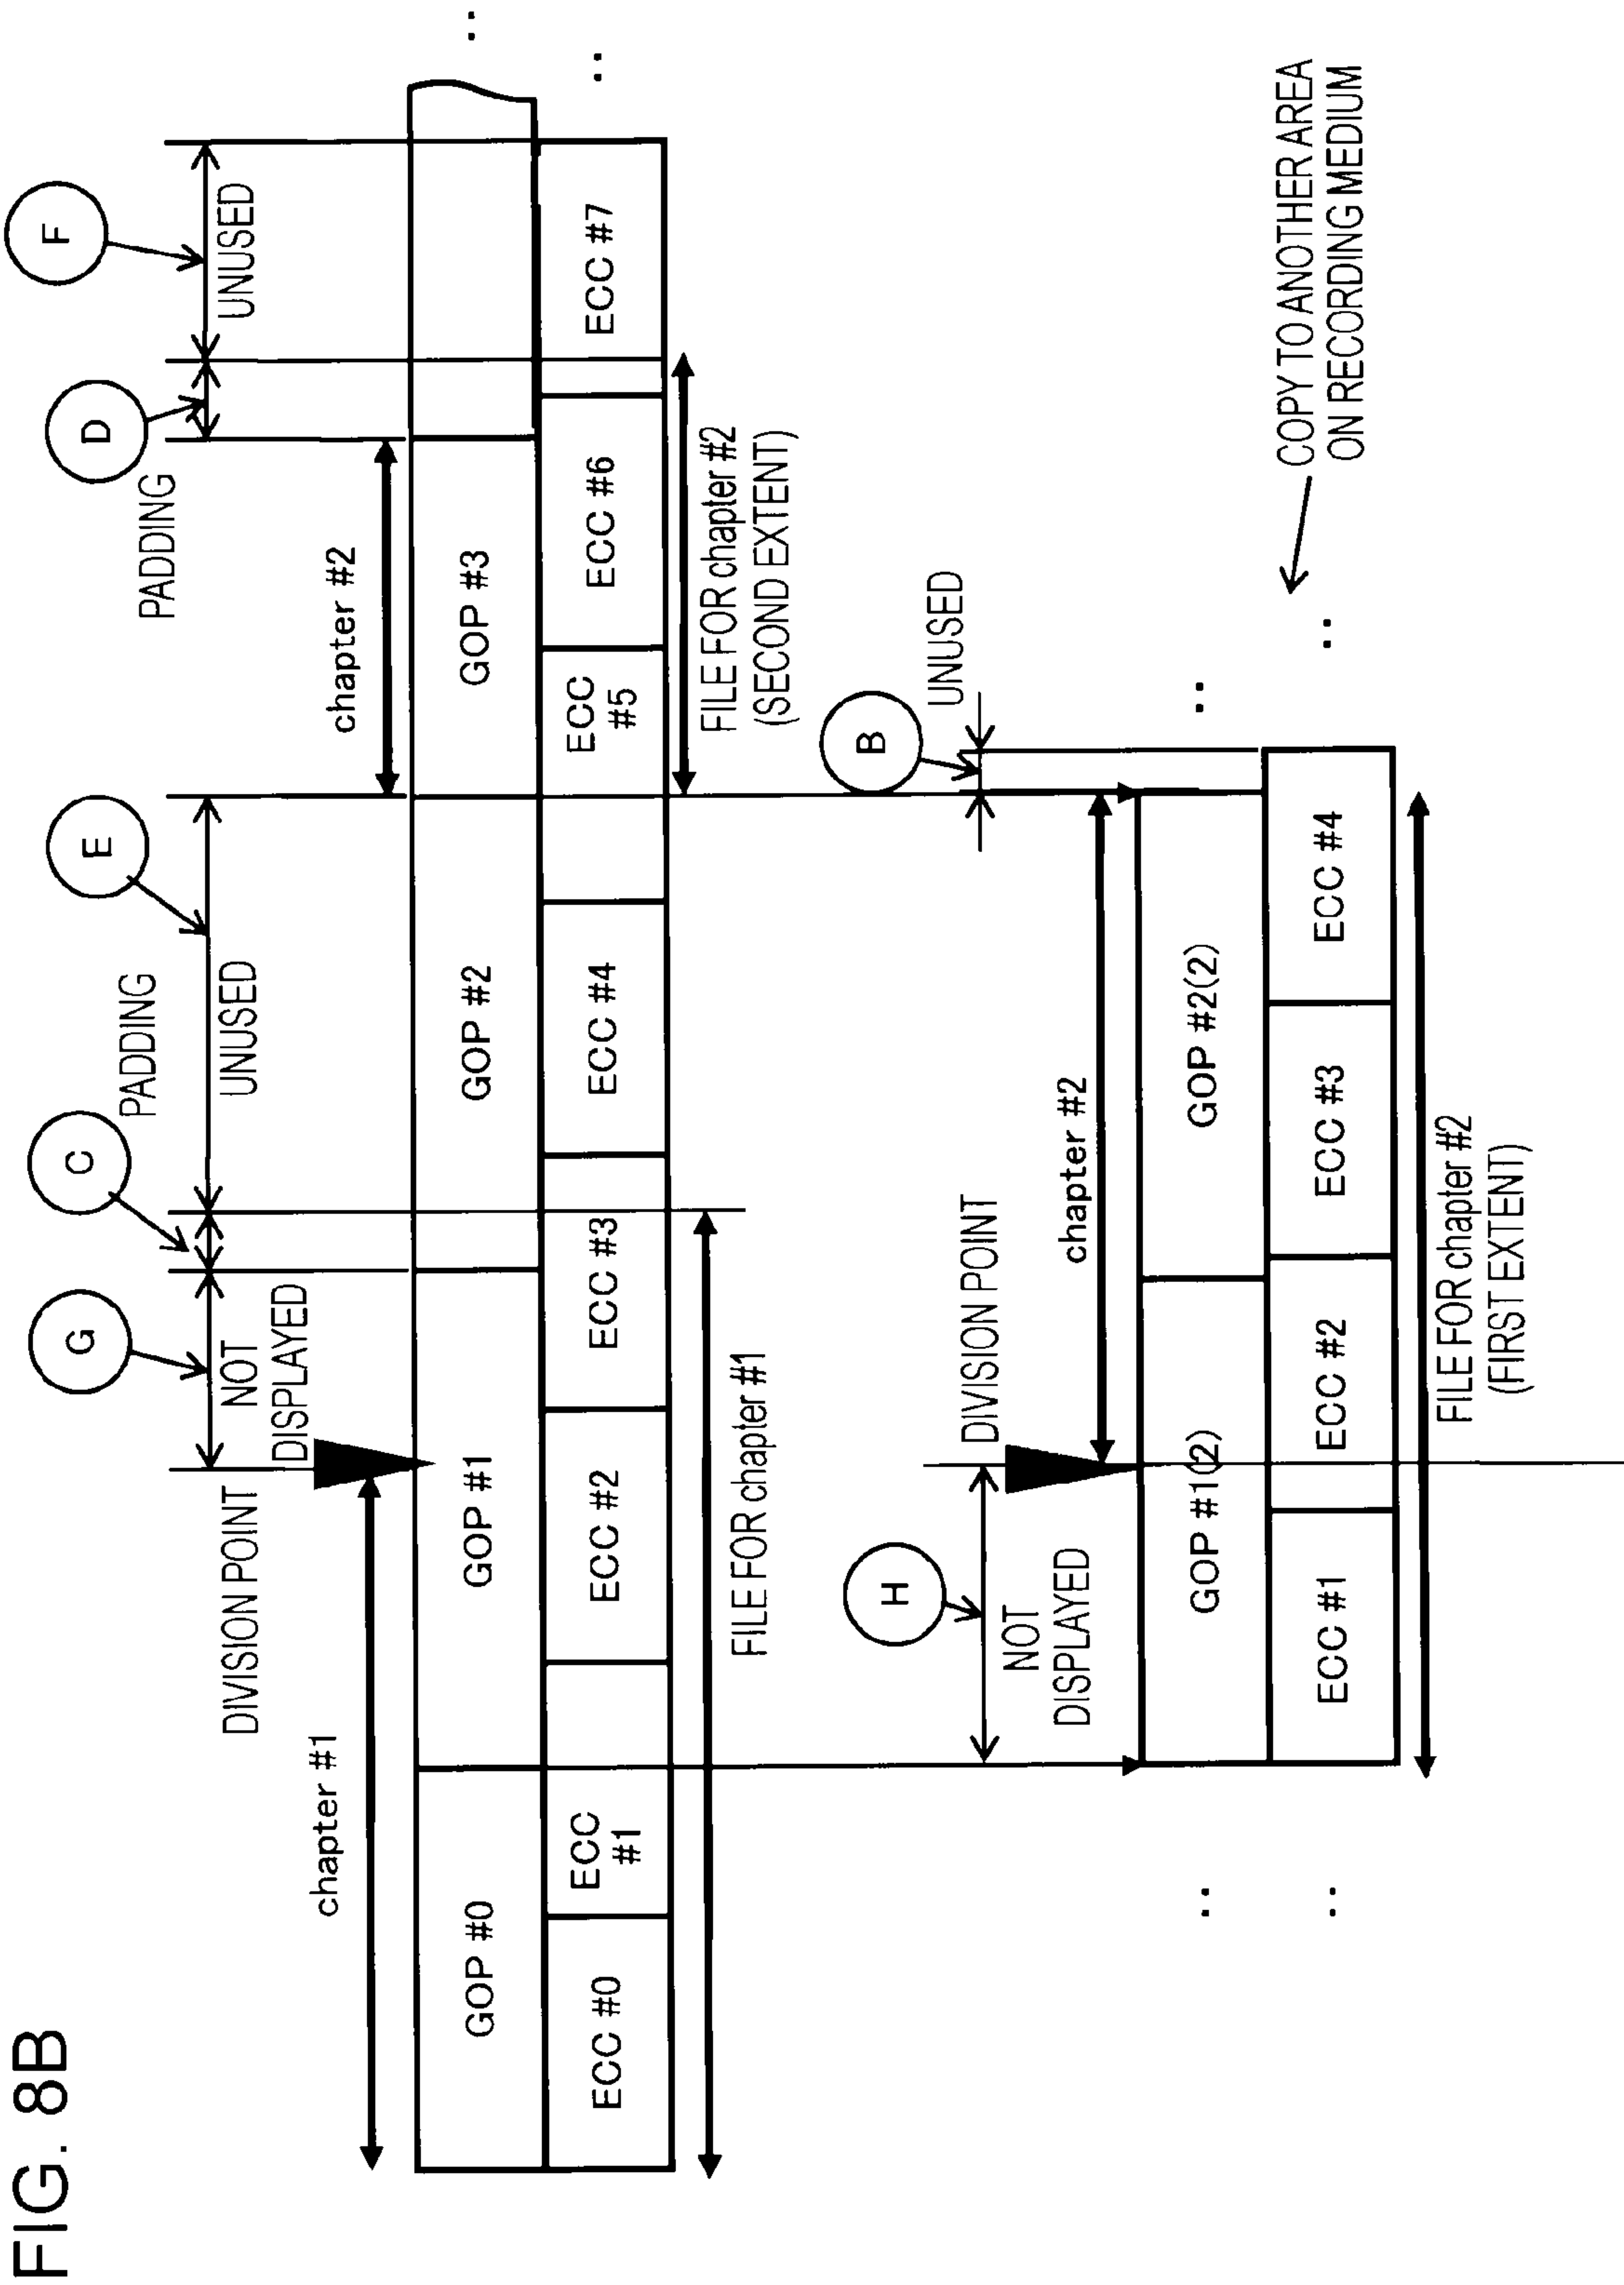 FIG. 8B
F
D
E
C
G
UNUSED
PADDING
PADDING
UNUSED
NOT
DISPLAYED
DIVISION POINT
chapter #1
chapter #2
GOP #0
GOP #1
GOP #2
GOP #3
ECC #0
ECC
#1
ECC #2
ECC #3
ECC #4
ECC
#5
ECC #6
ECC #7
FILE FOR chapter #1
FILE FOR chapter #2
(SECOND EXTENT)
B
UNUSED
H
NOT
DISPLAYED
DIVISION POINT
chapter #2
GOP #1(2)
GOP #2(2)
ECC #1
ECC #2
ECC #3
ECC #4
FILE FOR chapter #2
(FIRST EXTENT)
COPY TO ANOTHER AREA
ON RECORDING MEDIUM